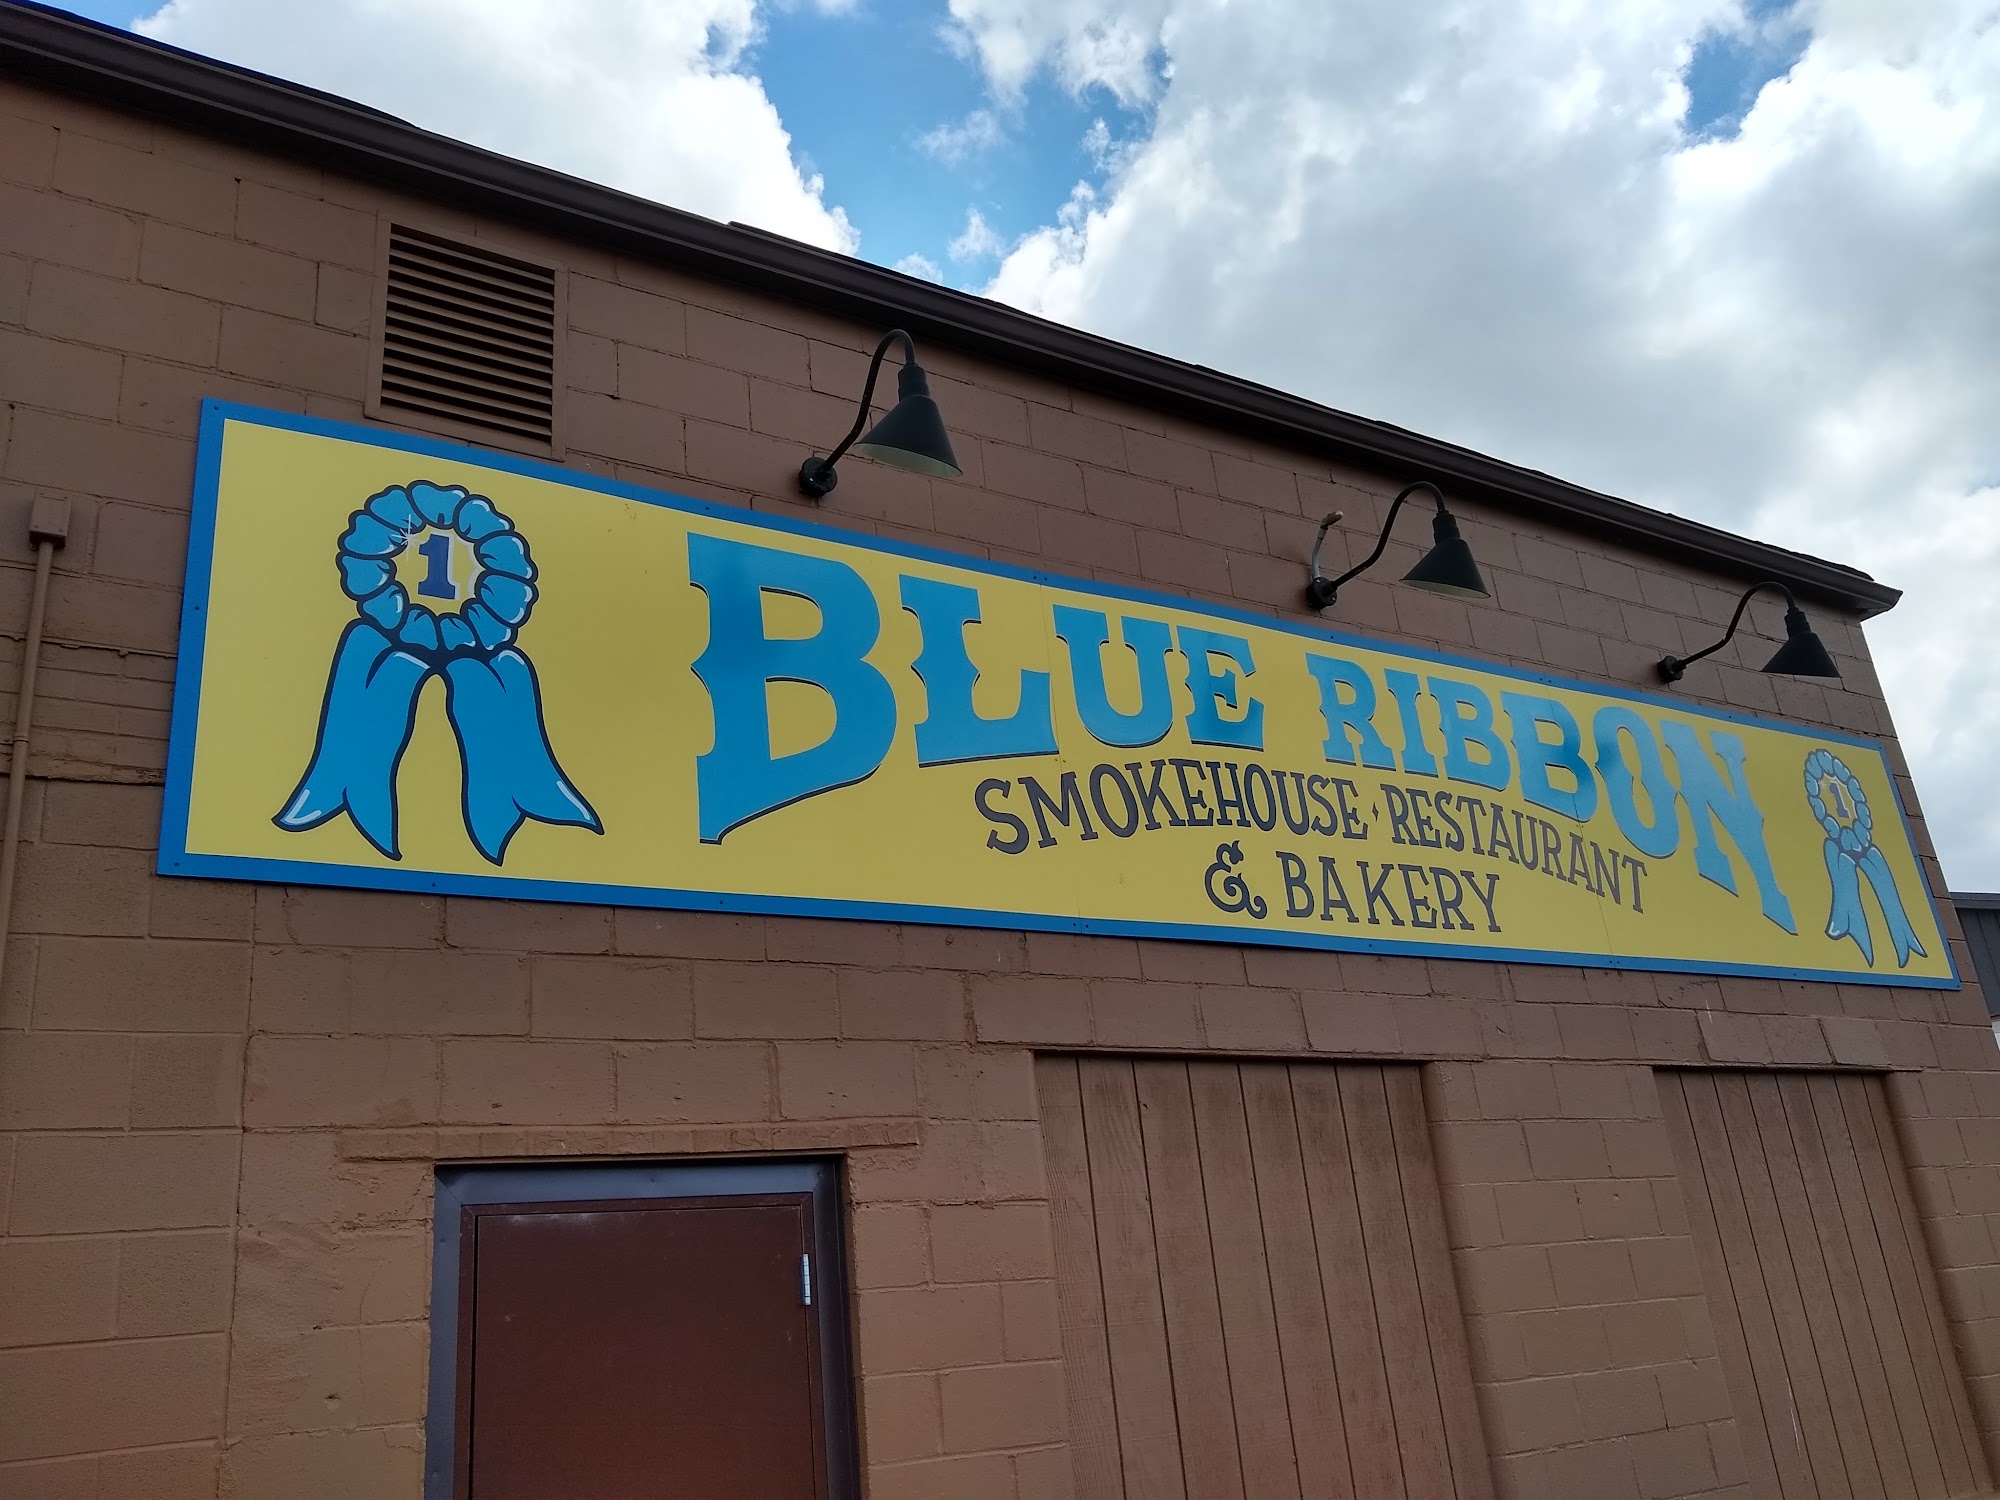 1
BLUE RIBBON
SMOKEHOUSE · RESTAURANT
& BAKERY
1